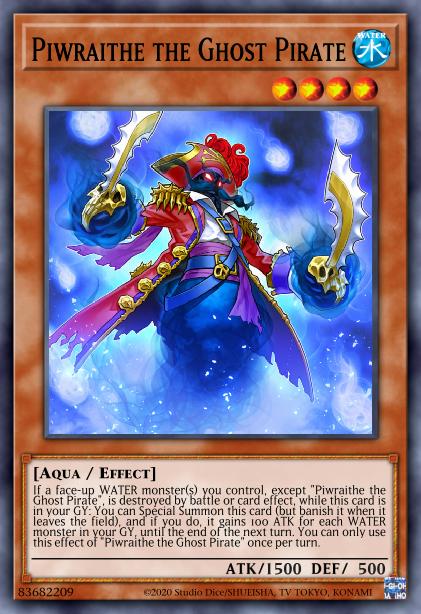 PIWRAITHE THE GHOST PIRATE
WATER
水
[AQUA / EFFECT]
If a face-up WATER monster(s) you control, except "Piwraithe the
Ghost Pirate", is destroyed by battle or card effect, while this card is
in your GY: You can Special Summon this card (but banish it when it
leaves the field), and if you do, it gains 100 ATK for each WATER
monster in your GY, until the end of the next turn. You can only use
this effect of "Piwraithe the Ghost Pirate" once per turn.
ATK/1500 DEF/ 500
83682209
©2020 Studio Dice/SHUEISHA, TV TOKYO, KONAMI